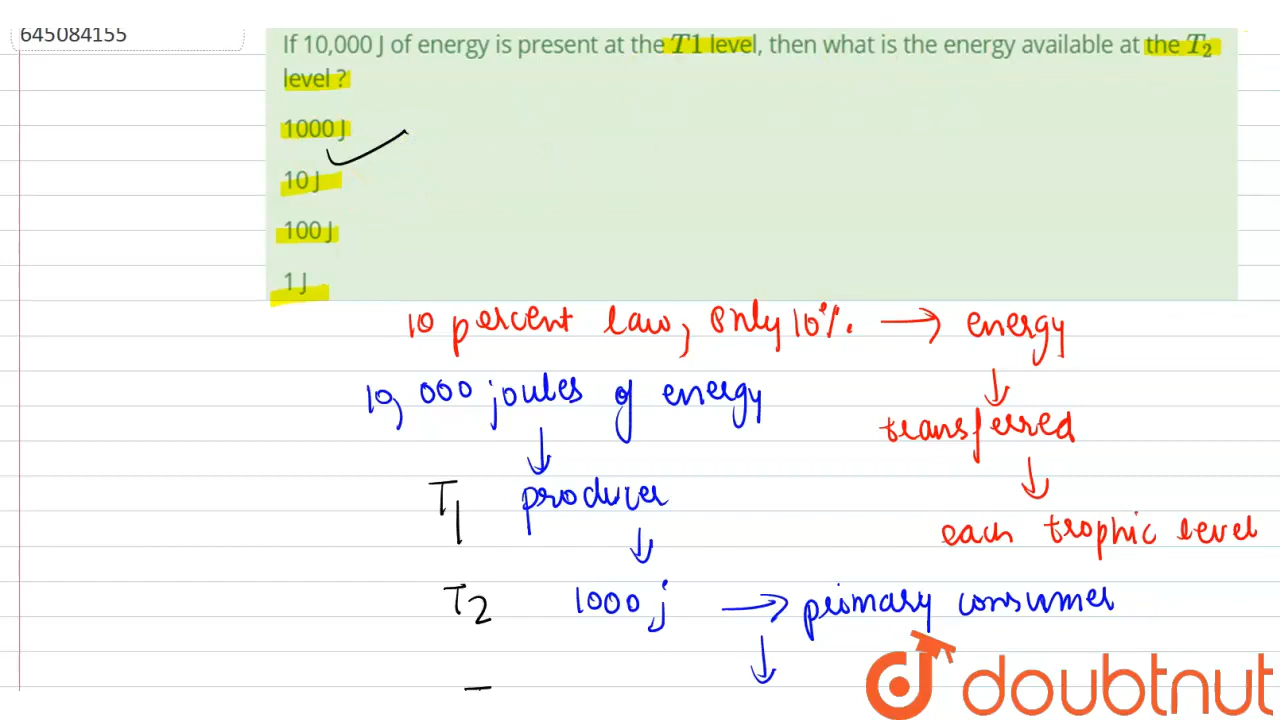 645084155
If 10,000 J of energy is present at the T1 level, then what is the energy available at the T₂
level ?
1000 J
10 J
100 J
1 J
10 percent law, only 10% → energy
10,000 joules of energy
transferred
T1 producer
each trophic level
T2 1000 j → primary consumer
doubtnut